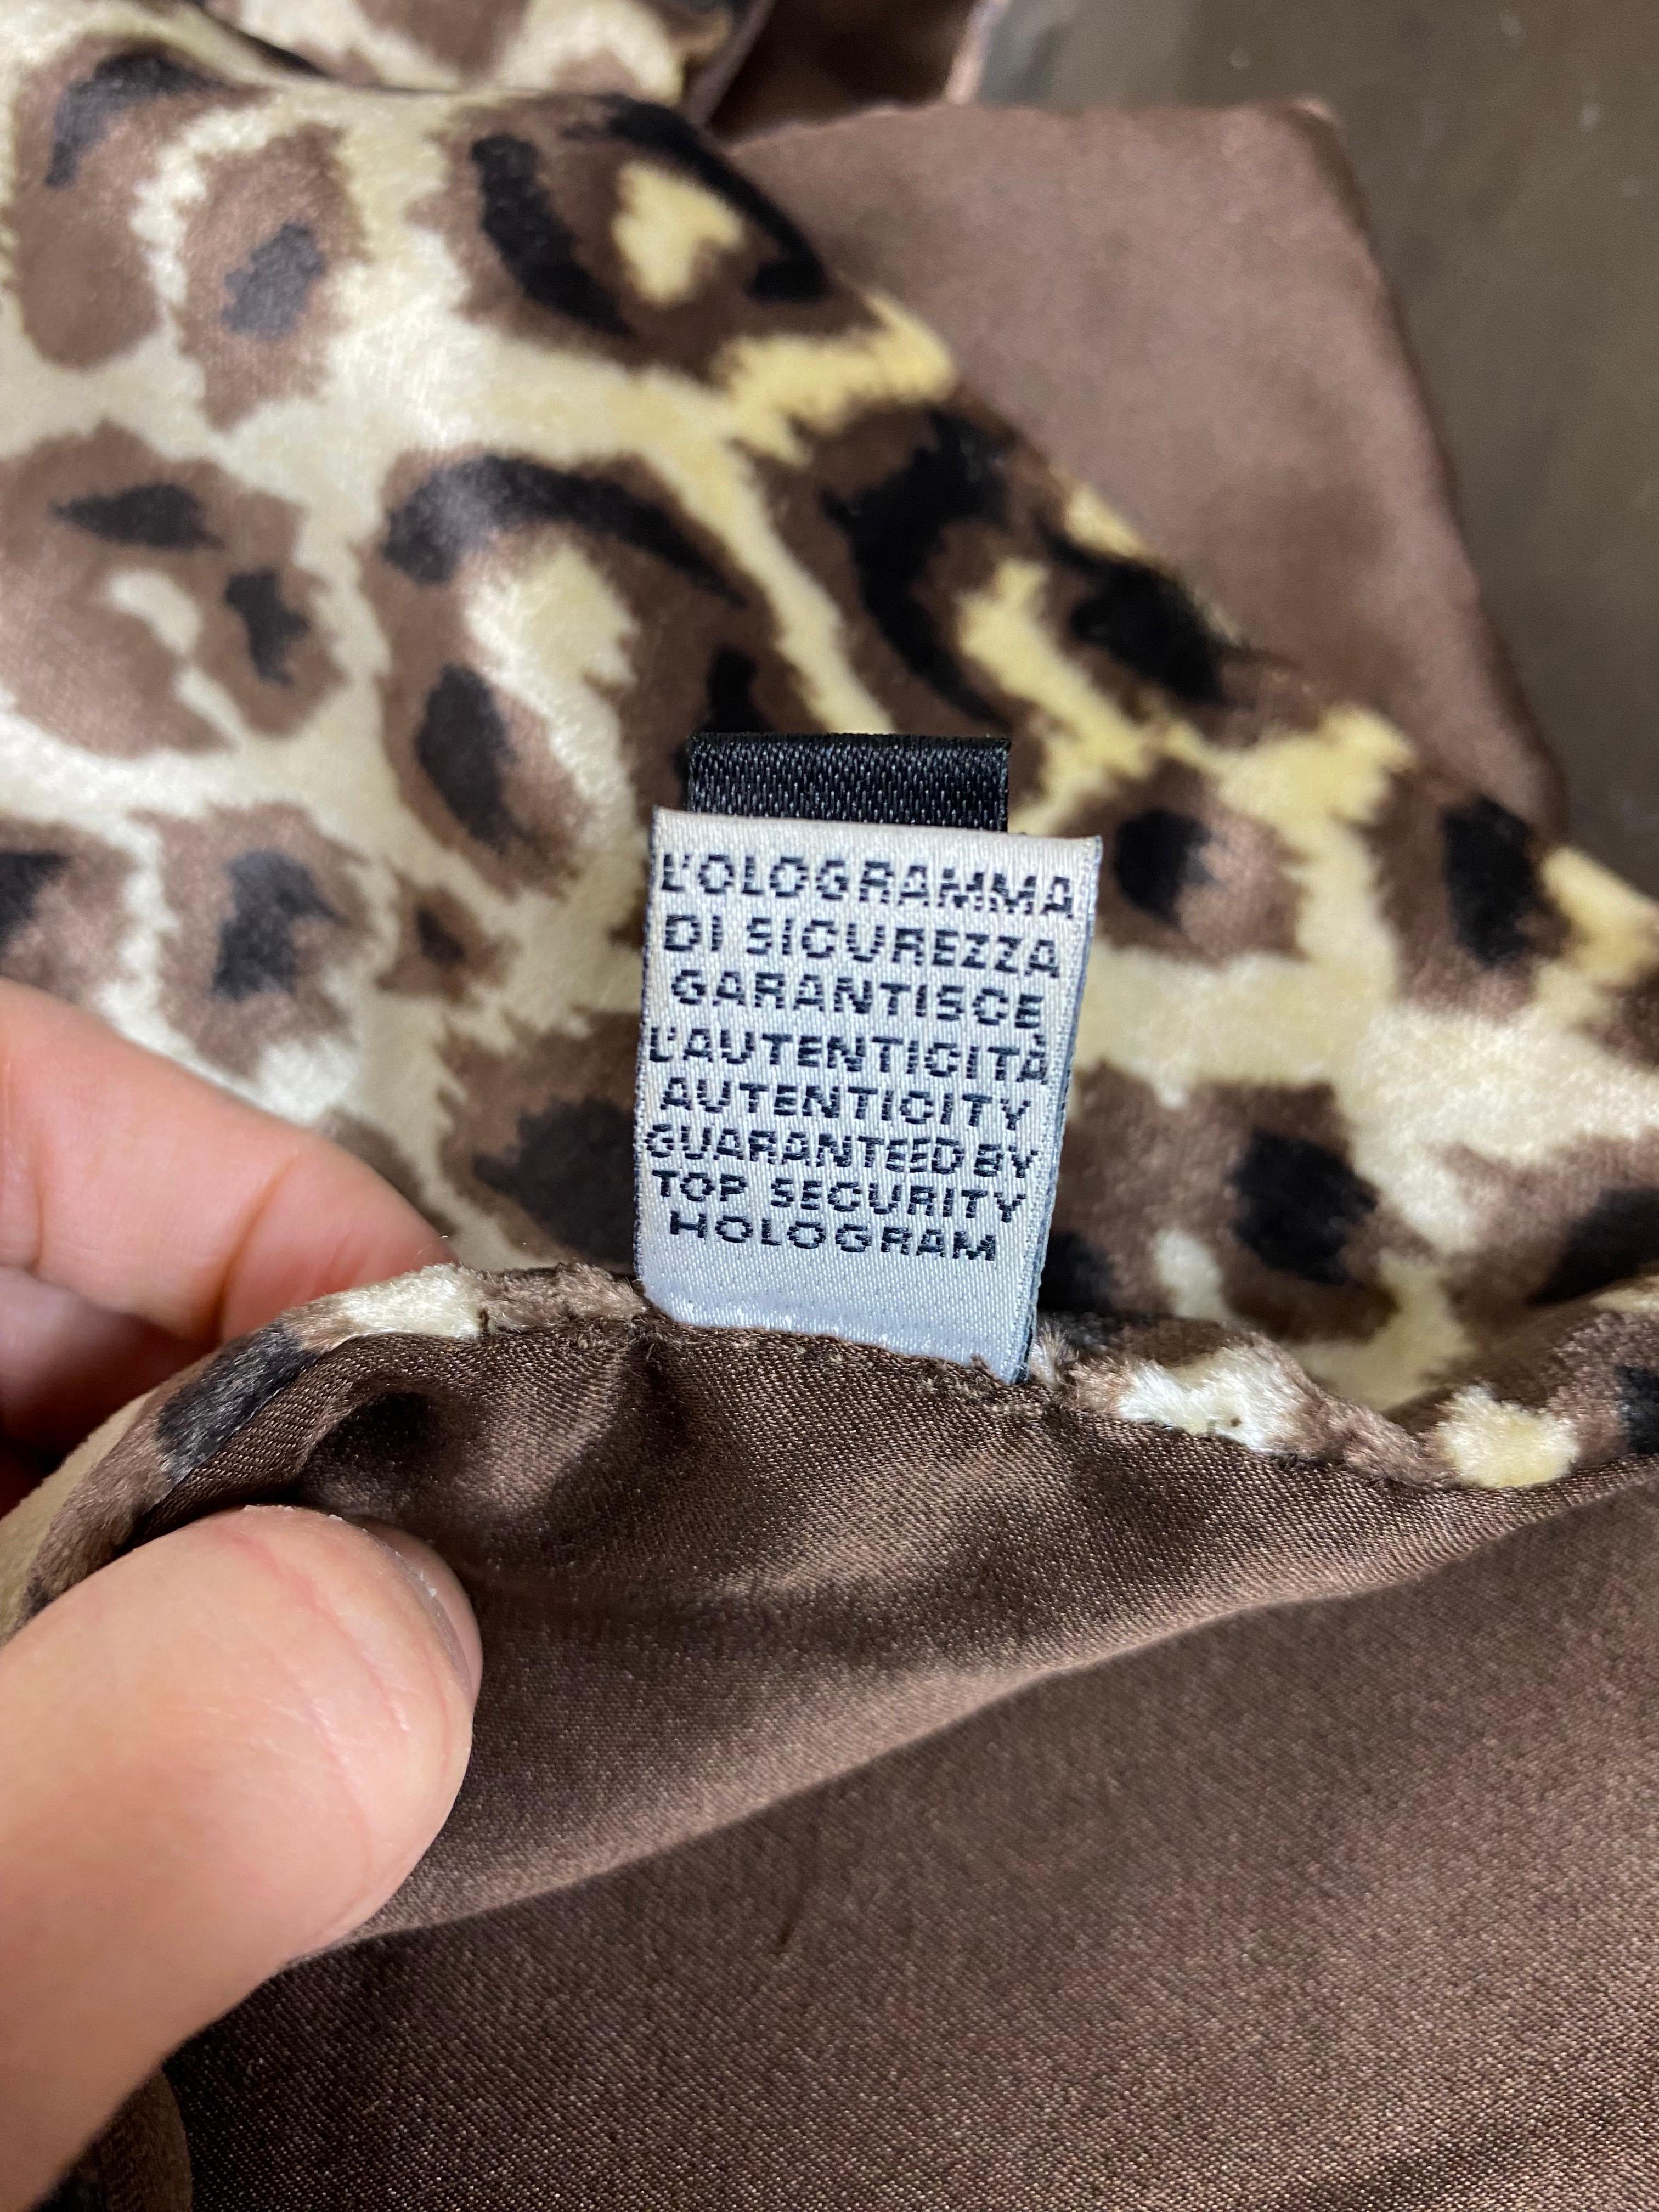 L'OLOGRAMMA
DI SICUREZZA
GARANTISCE
L'AUTENTICITÀ
AUTENTICITY
GUARANTEED BY
TOP SECURITY
HOLOGRAM